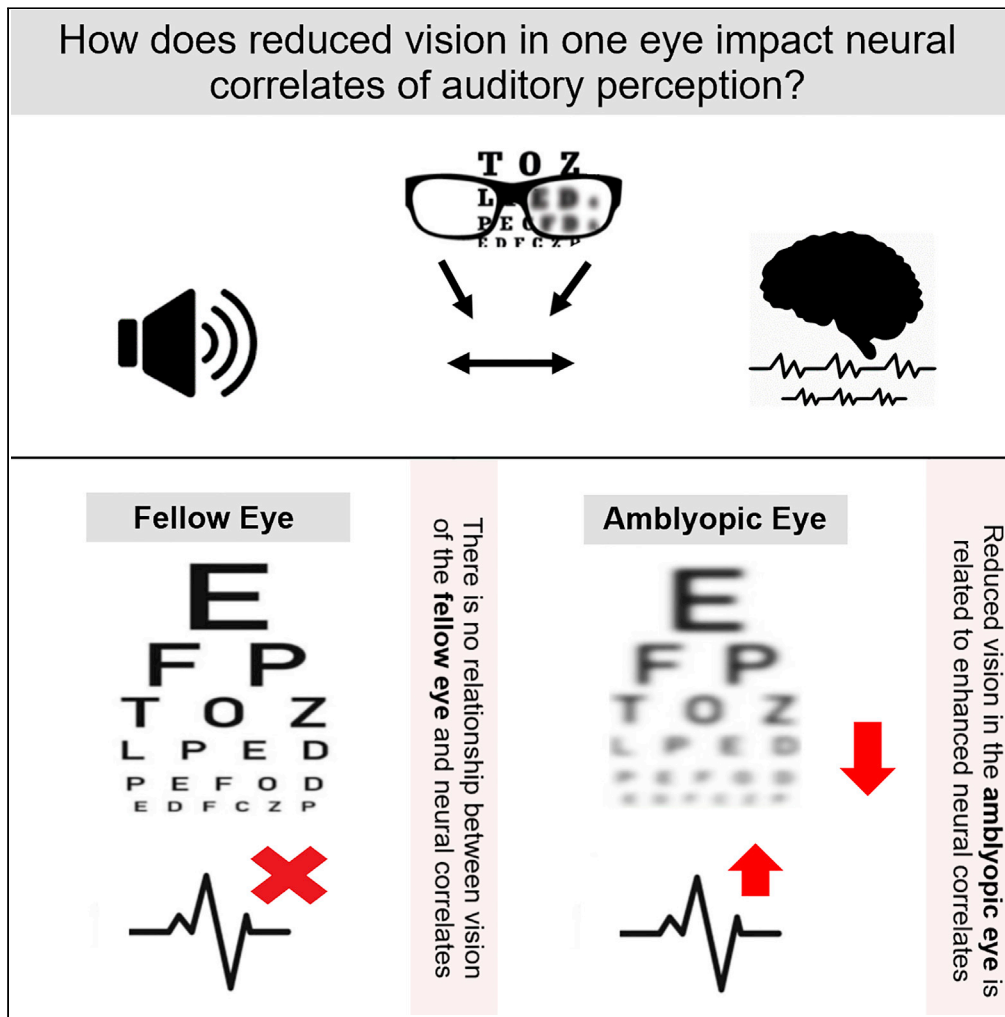 How does reduced vision in one eye impact neural
correlates of auditory perception?
T O Z
E D F C Z P
Fellow Eye
E
F P
T O Z
L P E D
P E F O D
E D F C Z P
There is no relationship between vision
of the fellow eye and neural correlates
Amblyopic Eye
E
F P
T O Z
L P E D
P E F O D
Reduced vision in the amblyopic eye is
related to enhanced neural correlates